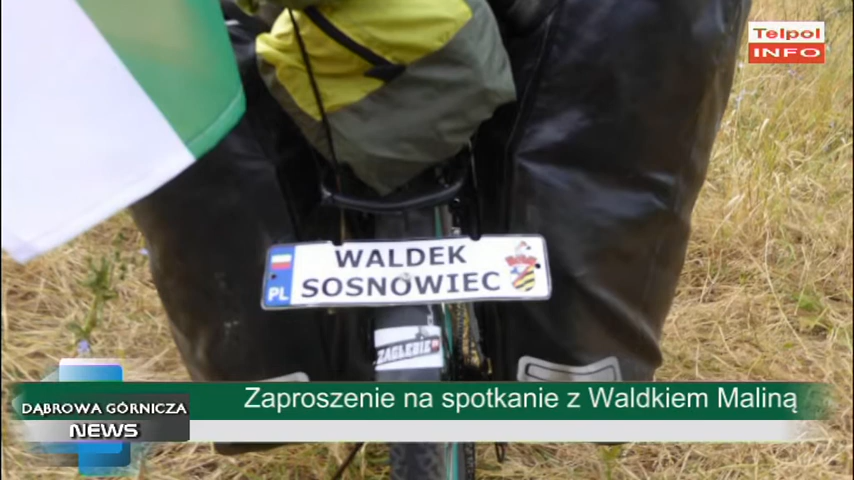 Telpol
INFO
WALDEK
SOSNOWIEC
PL
ZAGŁĘBIE
Zaproszenie na spotkanie z Waldkiem Maliną
DĄBROWA GÓRNICZA
NEWS